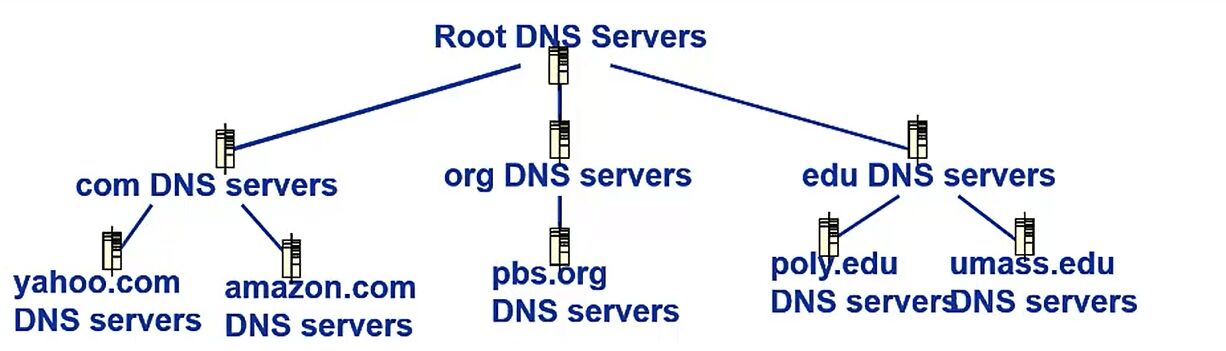 Root DNS Servers
com DNS servers
org DNS servers
edu DNS servers
yahoo.com
DNS servers
amazon.com
DNS servers
pbs.org
DNS servers
poly.edu
DNS servers
umass.edu
DNS servers